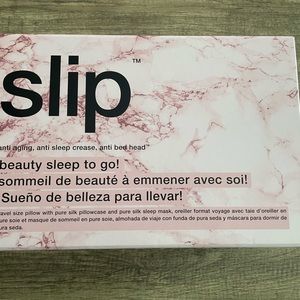 slip™
anti aging, anti sleep crease, anti bed head™
beauty sleep to go!
sommeil de beauté à emmener avec soi!
¡Sueño de belleza para llevar!
travel size pillow with pure silk pillowcase and pure silk sleep mask, oreiller format voyage avec taie d'oreiller en
pure soie et masque de sommeil en pure soie, almohada de viaje con funda de pura seda y máscara para dormir de
pura seda.